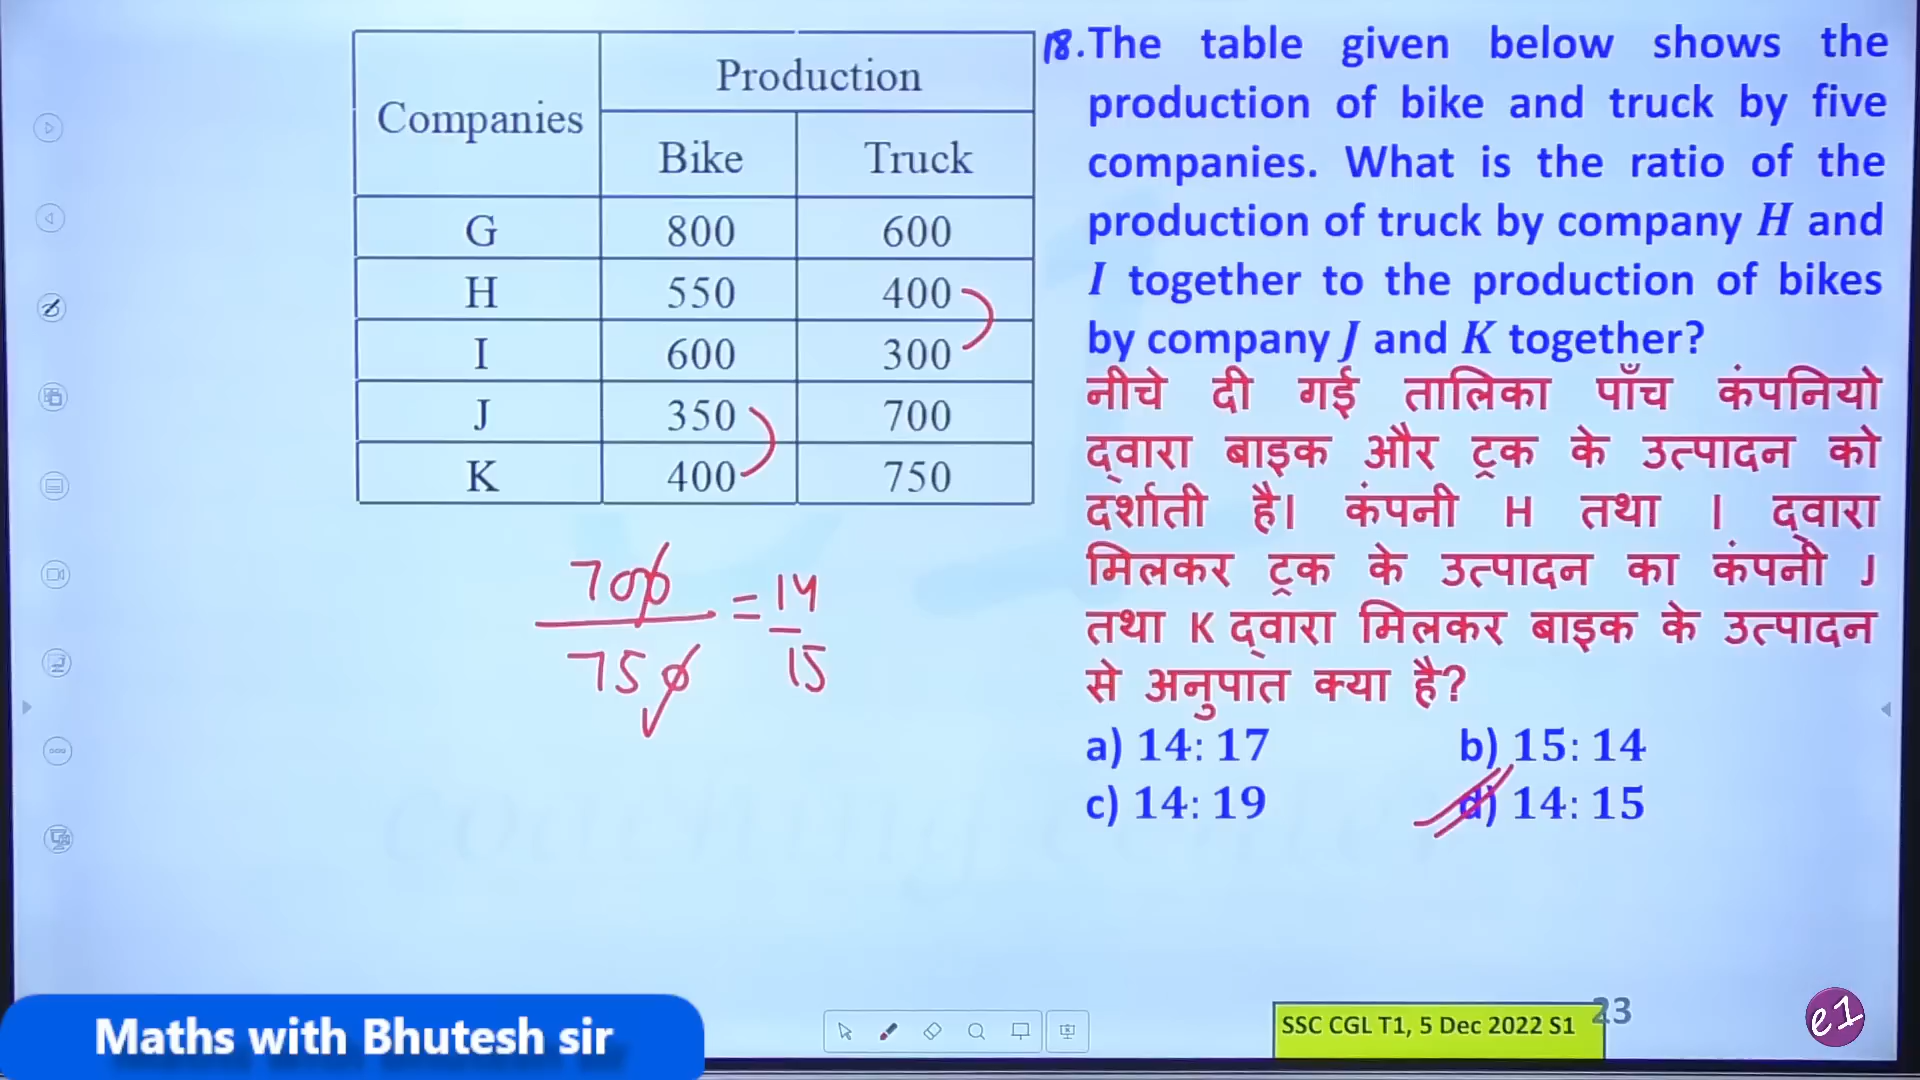 Companies
Production
Bike
Truck
G 800 600
H 550 400
I 600 300
J 350 700
K 400 750
700
750
= 14
15
18. The table given below shows the
production of bike and truck by five
companies. What is the ratio of the
production of truck by company H and
I together to the production of bikes
by company J and K together?
नीचे दी गई तालिका पाँच कंपनियो
द्वारा बाइक और ट्रक के उत्पादन को
दर्शाती है। कंपनी H तथा I द्वारा
मिलकर ट्रक के उत्पादन का कंपनी J
तथा K द्वारा मिलकर बाइक के उत्पादन
से अनुपात क्या है?
a) 14: 17 b) 15: 14
c) 14: 19 d) 14: 15
Maths with Bhutesh sir
SSC CGL T1, 5 Dec 2022 S1
23
e1